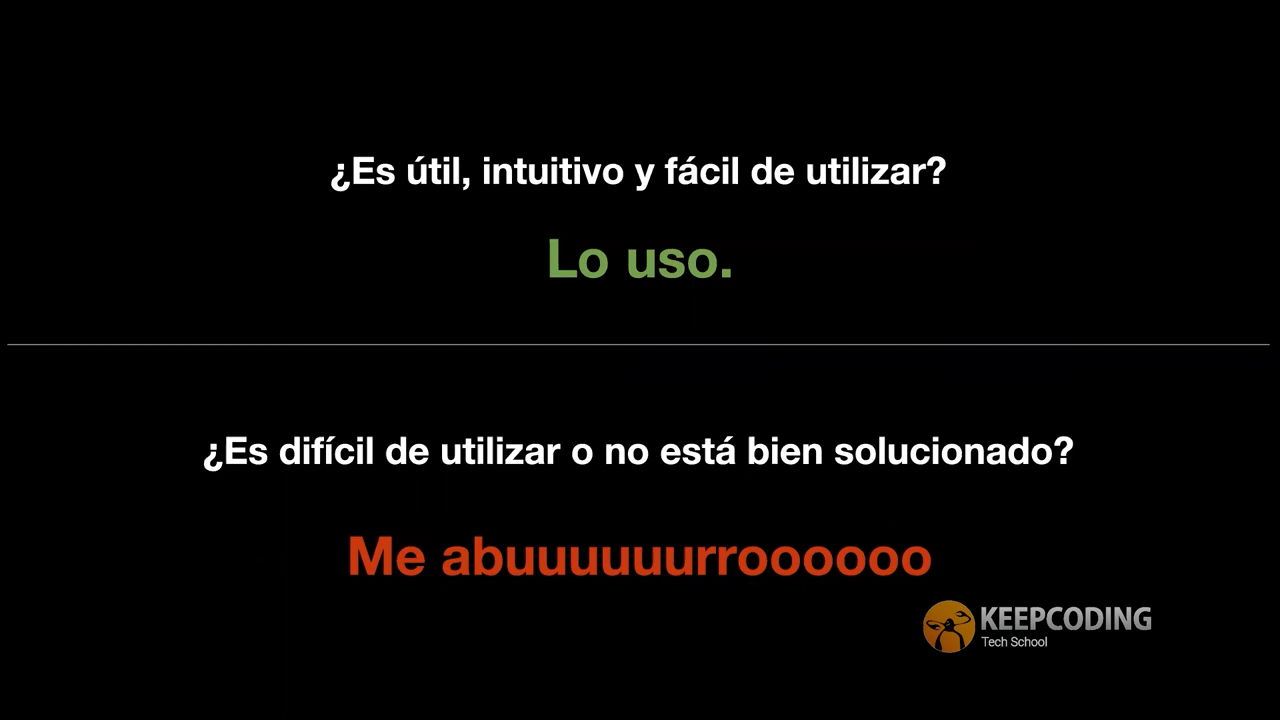 ¿Es útil, intuitivo y fácil de utilizar?
Lo uso.
¿Es difícil de utilizar o no está bien solucionado?
Me abuuuuuurroooooo
KEEPCODING
Tech School